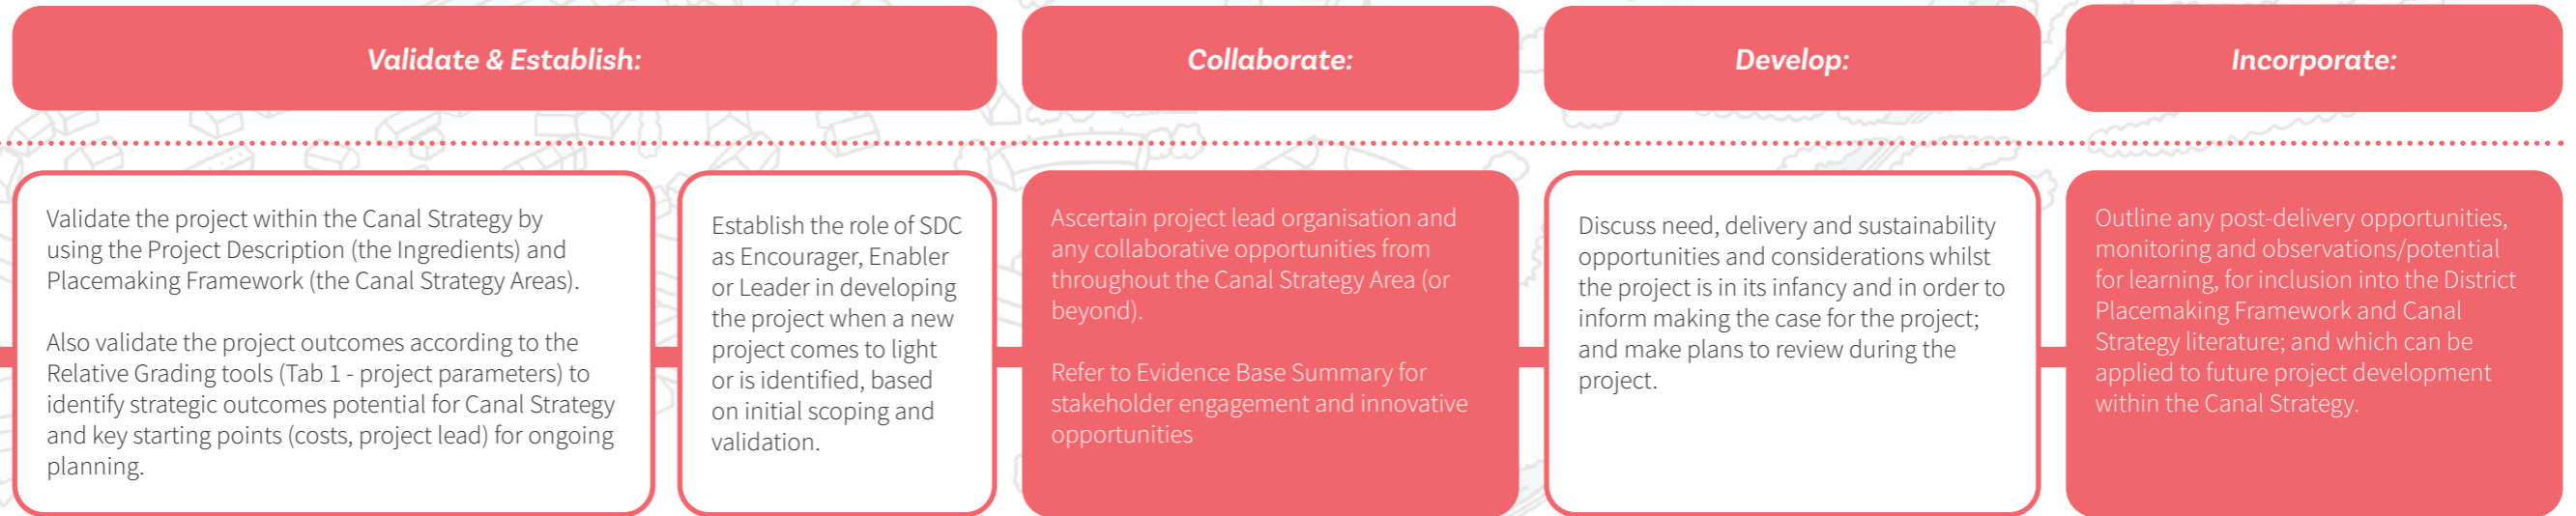 Validate & Establish:
Collaborate:
Develop:
Incorporate:
Validate the project within the Canal Strategy by
using the Project Description (the Ingredients) and
Placemaking Framework (the Canal Strategy Areas).
Also validate the project outcomes according to the
Relative Grading tools (Tab 1 - project parameters) to
identify strategic outcomes potential for Canal Strategy
and key starting points (costs, project lead) for ongoing
planning.
Establish the role of SDC
as Encourager, Enabler
or Leader in developing
the project when a new
project comes to light
or is identified, based
on initial scoping and
validation.
Ascertain project lead organisation and
any collaborative opportunities from
throughout the Canal Strategy Area (or
beyond).
Refer to Evidence Base Summary for
stakeholder engagement and innovative
opportunities
Discuss need, delivery and sustainability
opportunities and considerations whilst
the project is in its infancy and in order to
inform making the case for the project;
and make plans to review during the
project.
Outline any post-delivery opportunities,
monitoring and observations/potential
for learning, for inclusion into the District
Placemaking Framework and Canal
Strategy literature; and which can be
applied to future project development
within the Canal Strategy.